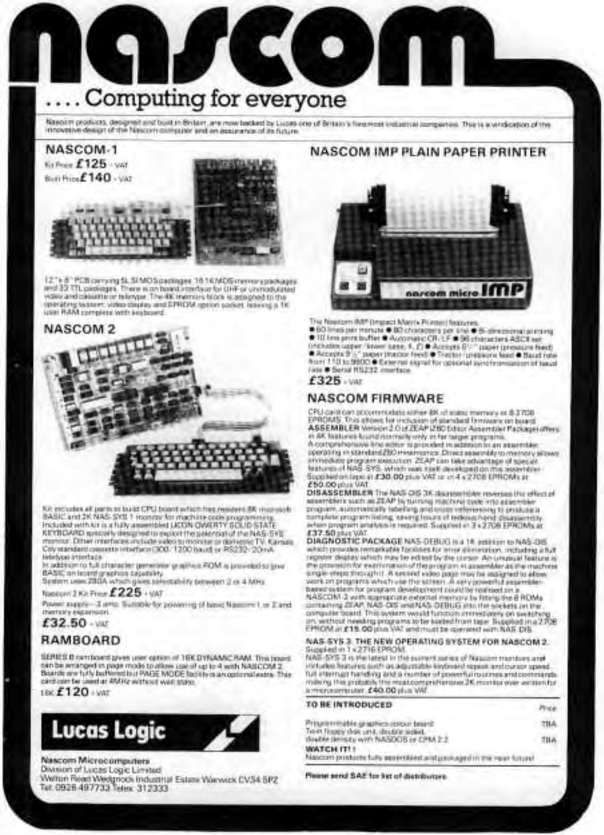 nascom
.... Computing for everyone
Nascom products, designed and built in Britain, are now backed by Lucas one of Britain's foremost industrial companies. This is a vindication of the
innovative design of the Nascom computer and an assurance of its future.
NASCOM-1
Kit Price £125 + VAT
Built Price £140 + VAT
12" x 8" PCB carrying 5 LSI MOS packages, 16 1K MOS memory packages
and 33 TTL packages. There is on board interface for UHF or unmodulated
video and cassette or teletype. The 4K memory block is assigned to the
operating system, video display and EPROM option socket, leaving a 1K
user RAM complete with keyboard.
NASCOM 2
Kit includes all parts to build CPU board which has resident 8K microsoft
BASIC and 2K NAS-SYS 1 monitor for machine code programming.
Included with kit is a fully assembled LICON QWERTY SOLID STATE
KEYBOARD specially designed to exploit the potential of the NAS-SYS
monitor. Other interfaces include video to monitor or domestic TV. Kansas
City standard cassette interface (300/1200 baud) or RS232/20mA
teletype interface.
In addition to full character generator graphics ROM is provided to give
BASIC on board graphics capability.
System uses Z80A which gives selectability between 2 or 4 MHz.
Nascom 2 Kit Price £225 + VAT
Power supply—3 amp. Suitable for powering of basic Nascom 1, or 2 and
memory expansion.
£32.50 + VAT
RAMBOARD
SERIES B ramboard gives user option of 16K DYNAMIC RAM. This board
can be arranged in page mode to allow use of up to 4 with NASCOM 2.
Boards are fully buffered but PAGE MODE facility is an optional extra. This
card can be used at 4MHz without wait state.
16K £120 + VAT
Lucas Logic
Nascom Microcomputers
Division of Lucas Logic Limited
Welton Road Wedgnock Industrial Estate Warwick CV34 5PZ
Tel: 0926 497733 Telex: 312333
NASCOM IMP PLAIN PAPER PRINTER
nascom micro IMP
The Nascom IMP (Impact Matrix Printer) features:
● 60 lines per minute ● 80 characters per line ● Bi-directional printing
● 10 line print buffer ● Automatic CR/LF ● 96 characters ASCII set
(includes upper/lower case, $, £) ● Accepts 8½" paper (pressure feed)
● Accepts 9½" paper (tractor feed) ● Tractor/pressure feed ● Baud rate
from 110 to 9600 ● External signal for optional synchronisation of baud
rate ● Serial RS232 interface
£325 + VAT
NASCOM FIRMWARE
CPU card can accommodate either 8K of static memory or 8 2708
EPROMS. This allows for inclusion of standard firmware on board.
ASSEMBLER Version 2.0 of ZEAP (Z80 Editor Assembler Package) offers
in 4K features found normally only in far larger programs.
A comprehensive line editor is provided in addition to an assembler,
operating in standard Z80 mnemonics. Direct assembly to memory allows
immediate program execution. ZEAP can take advantage of special
features of NAS-SYS, which was itself developed on this assembler.
Supplied on tape at £30.00 plus VAT or in 4 x 2708 EPROMs at
£50.00 plus VAT
DISASSEMBLER The NAS-DIS 3K disassembler reverses the effect of
assemblers such as ZEAP by turning machine code into assembler
program, automatically labelling and cross referencing to produce a
complete program listing, saving hours of tedious hand disassembly
when program analysis is required. Supplied in 3 x 2708 EPROMs at
£37.50 plus VAT
DIAGNOSTIC PACKAGE NAS-DEBUG is a 1K addition to NAS-DIS
which provides remarkable facilities for error elimination, including a full
register display which may be edited by the cursor. An unusual feature is
the provision for examination of the program in assembler as the machine
single-steps through it. A second video page may be assigned to allow
work on programs which use the screen. A very powerful assembler-
based system for program development could be realised on a
NASCOM-2 with appropriate external memory by fitting the 8 ROMs
containing ZEAP, NAS-DIS and NAS-DEBUG into the sockets on the
computer board. This system would function immediately on switching
on, without needing programs to be loaded from tape. Supplied in a 2708
EPROM at £15.00 plus VAT and must be operated with NAS-DIS.
NAS-SYS 3. THE NEW OPERATING SYSTEM FOR NASCOM 2.
Supplied in 1 x 2716 EPROM.
NAS-SYS 3 is the latest in the current series of Nascom monitors and
includes features such as adjustable keyboard repeat and cursor speed,
full interrupt handling and a number of powerful routines and commands
making this probably the most comprehensive 2K monitor ever written for
a microcomputer. £40.00 plus VAT
TO BE INTRODUCED Price
Programmable graphics colour board TBA
Twin floppy disk unit, double sided,
double density with NASDOS or CPM 2.2 TBA
WATCH IT!!
Nascom products fully assembled and packaged in the near future!
Please send SAE for list of distributors.